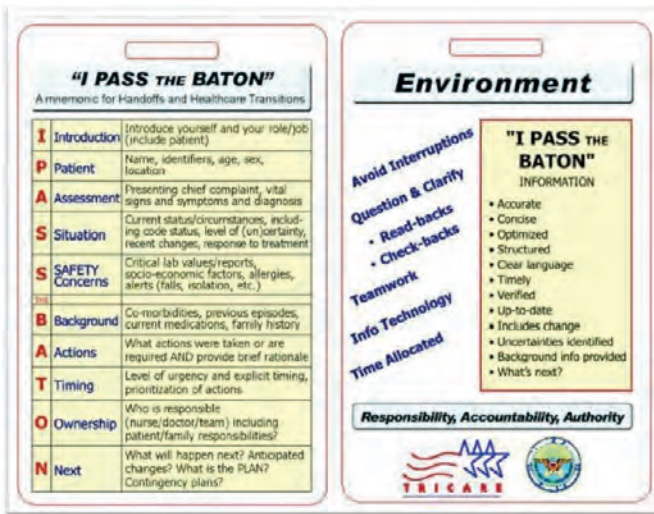 "I PASS THE BATON"
A mnemonic for Handoffs and Healthcare Transitions
I Introduction Introduce yourself and your role/job
(include patient)
P Patient Name, identifiers, age, sex,
location
A Assessment Presenting chief complaint, vital
signs and symptoms and diagnosis
S Situation Current status/circumstances, includ-
ing code status, level of (un)certainty,
recent changes, response to treatment
S SAFETY Concerns Critical lab values/reports,
socio-economic factors, allergies,
alerts (falls, isolation, etc.)
THE
B Background Co-morbidities, previous episodes,
current medications, family history
A Actions What actions were taken or are
required AND provide brief rationale
T Timing Level of urgency and explicit timing,
prioritization of actions
O Ownership Who is responsible
(nurse/doctor/team) including
patient/family responsibilities?
N Next What will happen next? Anticipated
changes? What is the PLAN?
Contingency plans?
Environment
Avoid Interruptions
Question & Clarify
• Read-backs
• Check-backs
Teamwork
Info Technology
Time Allocated
"I PASS THE
BATON"
INFORMATION
• Accurate
• Concise
• Optimized
• Structured
• Clear language
• Timely
• Verified
• Up-to-date
• Includes change
• Uncertainties identified
• Background info provided
• What's next?
Responsibility, Accountability, Authority
TRICARE